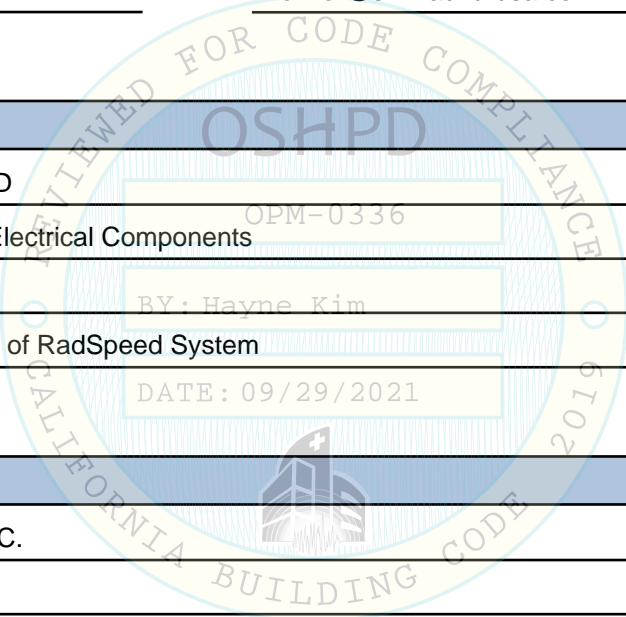 REVIEWED FOR CODE COMPLIANCE
OSHPD
D
OPM-0336
Electrical Components
BY: Hayne Kim
of RadSpeed System
DATE: 09/29/2021
C.
CALIFORNIA BUILDING CODE 2019